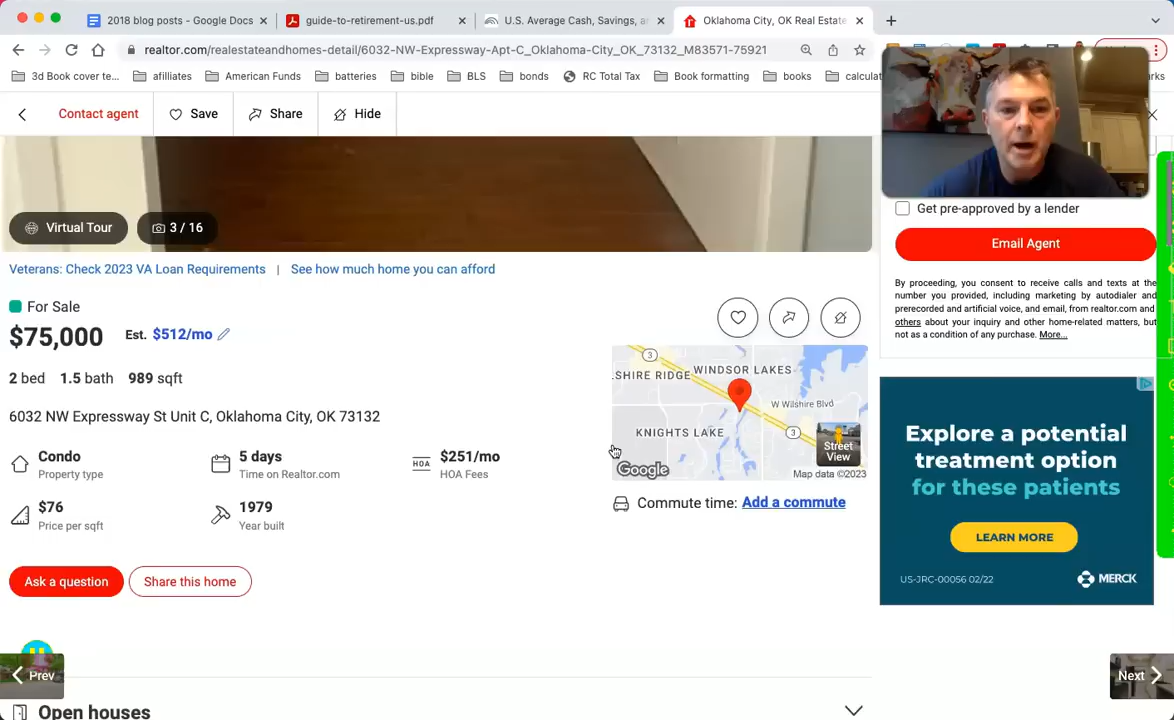 2018 blog posts - Google Docs
guide-to-retirement-us.pdf
U.S. Average Cash, Savings, a
Oklahoma City, OK Real Estate
realtor.com/realestateandhomes-detail/6032-NW-Expressway-Apt-C_Oklahoma-City_OK_73132_M83571-75921
3d Book cover te...
afiiliates
American Funds
batteries
bible
BLS
bonds
RC Total Tax
Book formatting
books
calculat
Contact agent
Save
Share
Hide
Virtual Tour
3 / 16
Get pre-approved by a lender
Email Agent
By proceeding, you consent to receive calls and texts at the
number you provided, including marketing by autodialer and
prerecorded and artificial voice, and email, from realtor.com and
others about your inquiry and other home-related matters, but
not as a condition of any purchase. More...
Veterans: Check 2023 VA Loan Requirements | See how much home you can afford
For Sale
$75,000 Est. $512/mo
2 bed 1.5 bath 989 sqft
6032 NW Expressway St Unit C, Oklahoma City, OK 73132
Condo
Property type
5 days
Time on Realtor.com
HOA
$251/mo
HOA Fees
$76
Price per sqft
1979
Year built
3
LSHIRE RIDGE
WINDSOR LAKES
W Wilshire Blvd
KNIGHTS LAKE
3
Street
View
Google
Map data ©2023
Commute time: Add a commute
Ask a question
Share this home
Explore a potential
treatment option
for these patients
LEARN MORE
US-JRC-00056 02/22
MERCK
Prev
Next
Open houses